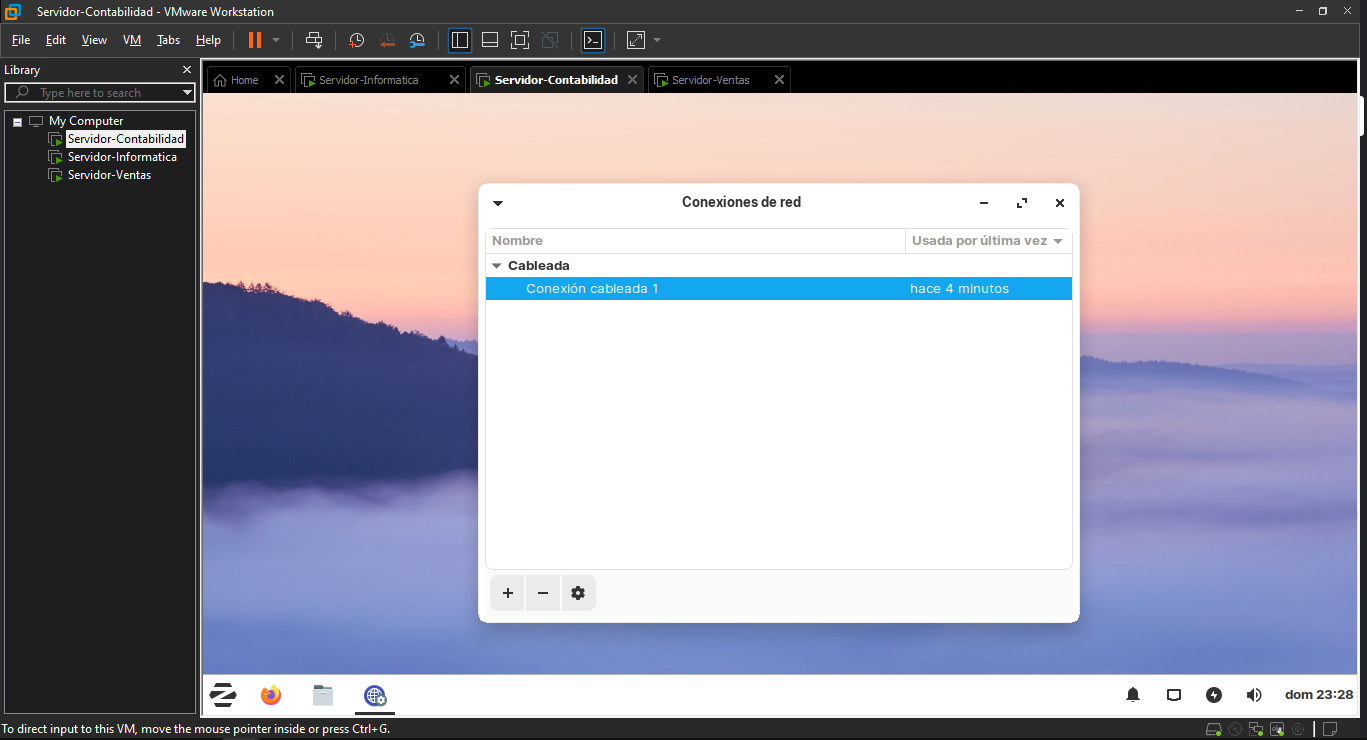 Servidor-Contabilidad - VMware Workstation
File Edit View VM Tabs Help
Library
Type here to search
My Computer
Servidor-Contabilidad
Servidor-Informatica
Servidor-Ventas
Home Servidor-Informatica Servidor-Contabilidad Servidor-Ventas
Conexiones de red
Nombre Usada por última vez
Cableada
Conexión cableada 1 hace 4 minutos
dom 23:28
To direct input to this VM, move the mouse pointer inside or press Ctrl+G.